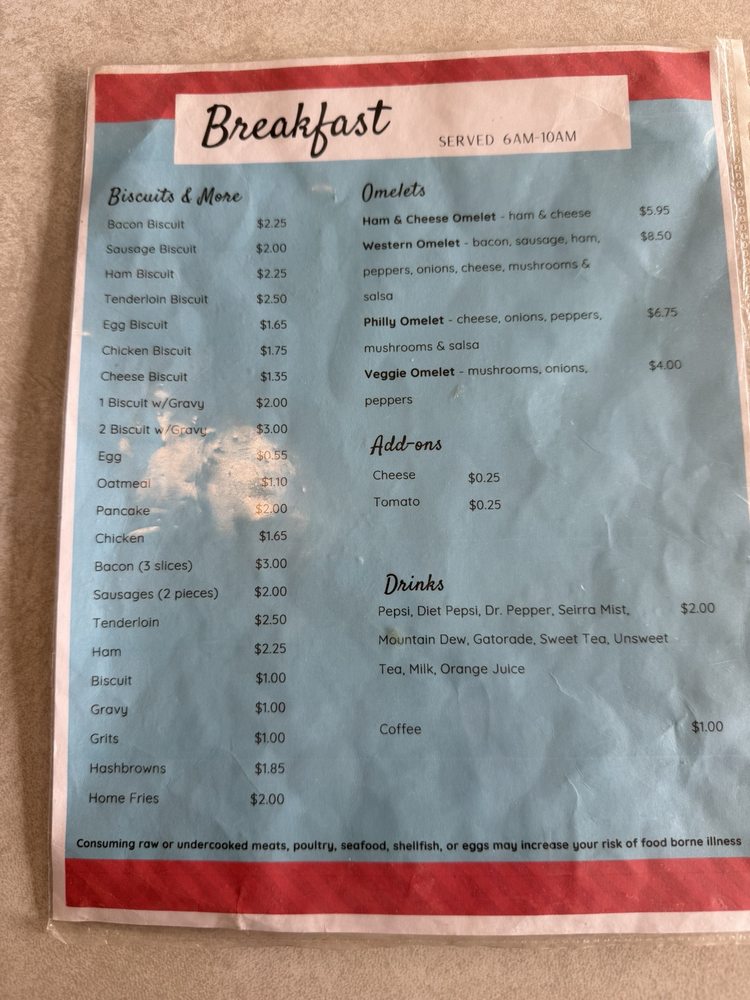 Breakfast
SERVED 6AM-10AM
Biscuits & More
Bacon Biscuit $2.25
Sausage Biscuit $2.00
Ham Biscuit $2.25
Tenderloin Biscuit $2.50
Egg Biscuit $1.65
Chicken Biscuit $1.75
Cheese Biscuit $1.35
1 Biscuit w/Gravy $2.00
2 Biscuit w/Gravy $3.00
Egg $0.55
Oatmeal $1.10
Pancake $2.00
Chicken $1.65
Bacon (3 slices) $3.00
Sausages (2 pieces) $2.00
Tenderloin $2.50
Ham $2.25
Biscuit $1.00
Gravy $1.00
Grits $1.00
Hashbrowns $1.85
Home Fries $2.00
Omelets
Ham & Cheese Omelet - ham & cheese $5.95
Western Omelet - bacon, sausage, ham, $8.50
peppers, onions, cheese, mushrooms &
salsa
Philly Omelet - cheese, onions, peppers, $6.75
mushrooms & salsa
Veggie Omelet - mushrooms, onions, $4.00
peppers
Add-ons
Cheese $0.25
Tomato $0.25
Drinks
Pepsi, Diet Pepsi, Dr. Pepper, Seirra Mist, $2.00
Mountain Dew, Gatorade, Sweet Tea, Unsweet
Tea, Milk, Orange Juice
Coffee $1.00
Consuming raw or undercooked meats, poultry, seafood, shellfish, or eggs may increase your risk of food borne illness